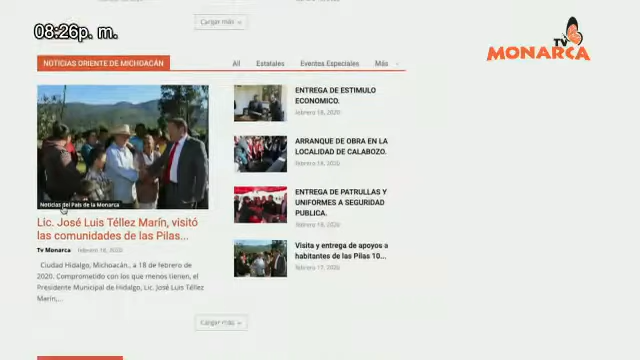 Cargar más
08:26p. m.
TV
MONARCA
NOTICIAS ORIENTE DE MICHOACÁN
All Estatales Eventos Especiales Más
ENTREGA DE ESTIMULO
ECONOMICO.
febrero 18, 2020
ARRANQUE DE OBRA EN LA
LOCALIDAD DE CALABOZO.
febrero 18, 2020
ENTREGA DE PATRULLAS Y
UNIFORMES A SEGURIDAD
PUBLICA.
febrero 18, 2020
Visita y entrega de apoyos a
habitantes de las Pilas 10...
febrero 17, 2020
Noticias del País de la Monarca
Lic. José Luis Téllez Marín, visitó
las comunidades de las Pilas...
Tv Monarca - febrero 18, 2020
Ciudad Hidalgo, Michoacán., a 18 de febrero de
2020. Comprometido con los que menos tienen, el
Presidente Municipal de Hidalgo, Lic. José Luis Téllez
Marín,...
Cargar más